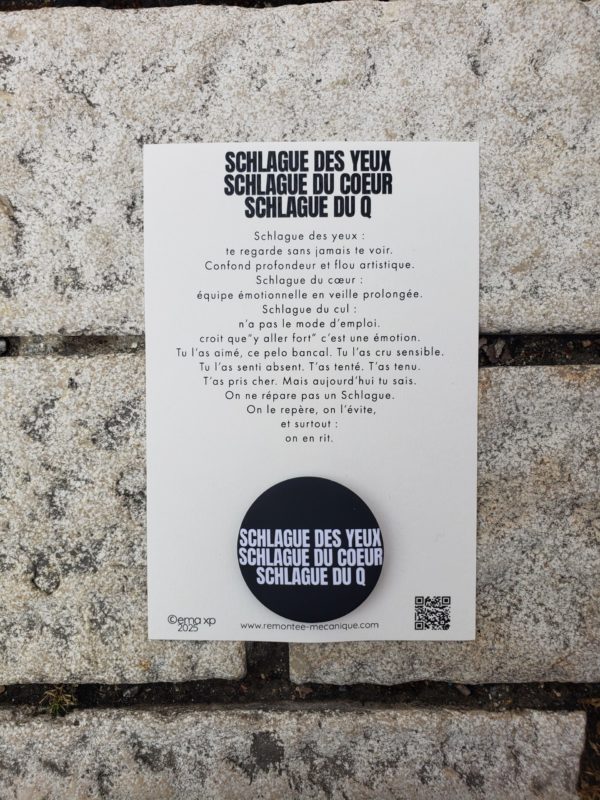 SCHLAGUE DES YEUX
SCHLAGUE DU COEUR
SCHLAGUE DU Q
Schlague des yeux :
te regarde sans jamais te voir.
Confond profondeur et flou artistique.
Schlague du cœur :
équipe émotionnelle en veille prolongée.
Schlague du cul :
n'a pas le mode d'emploi.
croit que"y aller fort" c'est une émotion.
Tu l'as aimé, ce pelo bancal. Tu l'as cru sensible.
Tu l'as senti absent. T'as tenté. T'as tenu.
T'as pris cher. Mais aujourd'hui tu sais.
On ne répare pas un Schlague.
On le repère, on l'évite,
et surtout :
on en rit.
SCHLAGUE DES YEUX
SCHLAGUE DU COEUR
SCHLAGUE DU Q
©ema xp
2025
www.remontee-mecanique.com